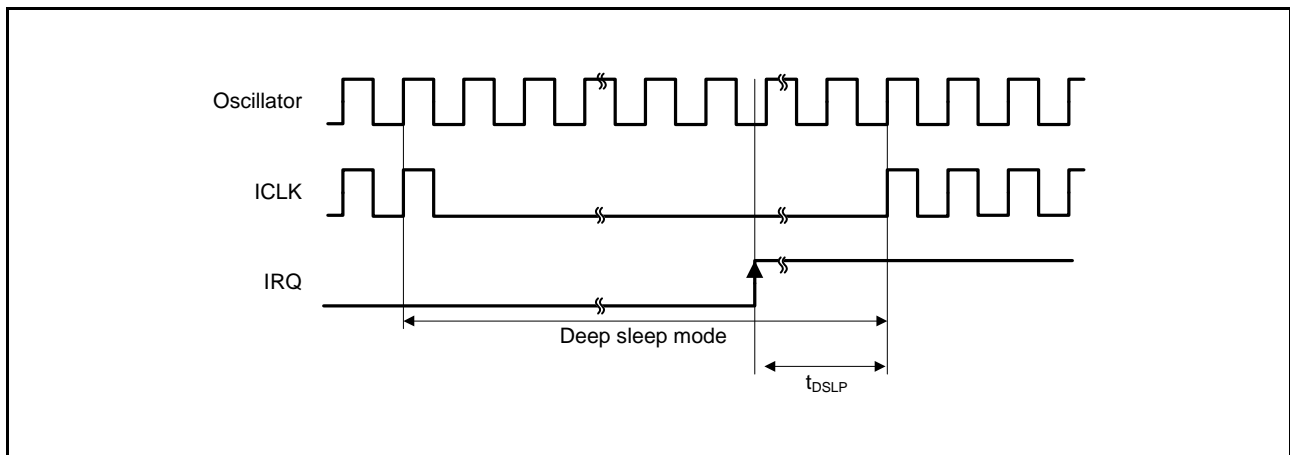 Oscillator
ICLK
IRQ
Deep sleep mode
tDSLP